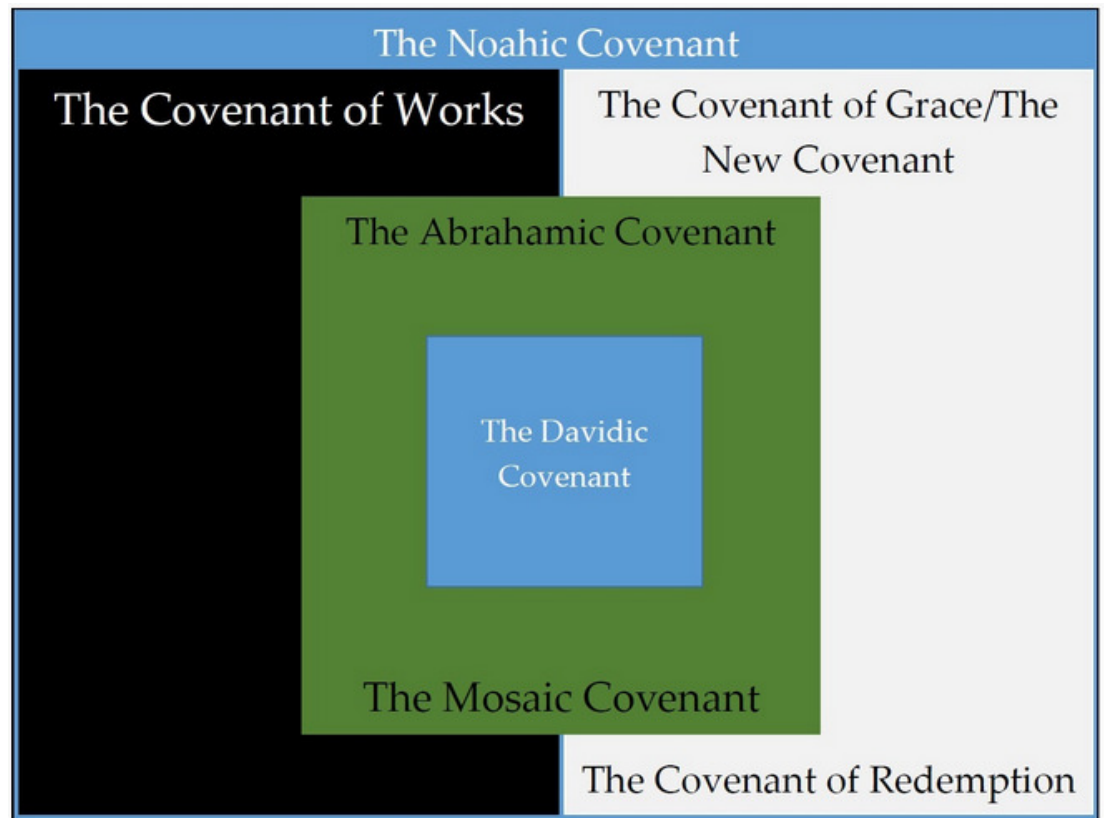 The Noahic Covenant
The Covenant of Works
The Covenant of Grace/The
New Covenant
The Abrahamic Covenant
The Davidic
Covenant
The Mosaic Covenant
The Covenant of Redemption